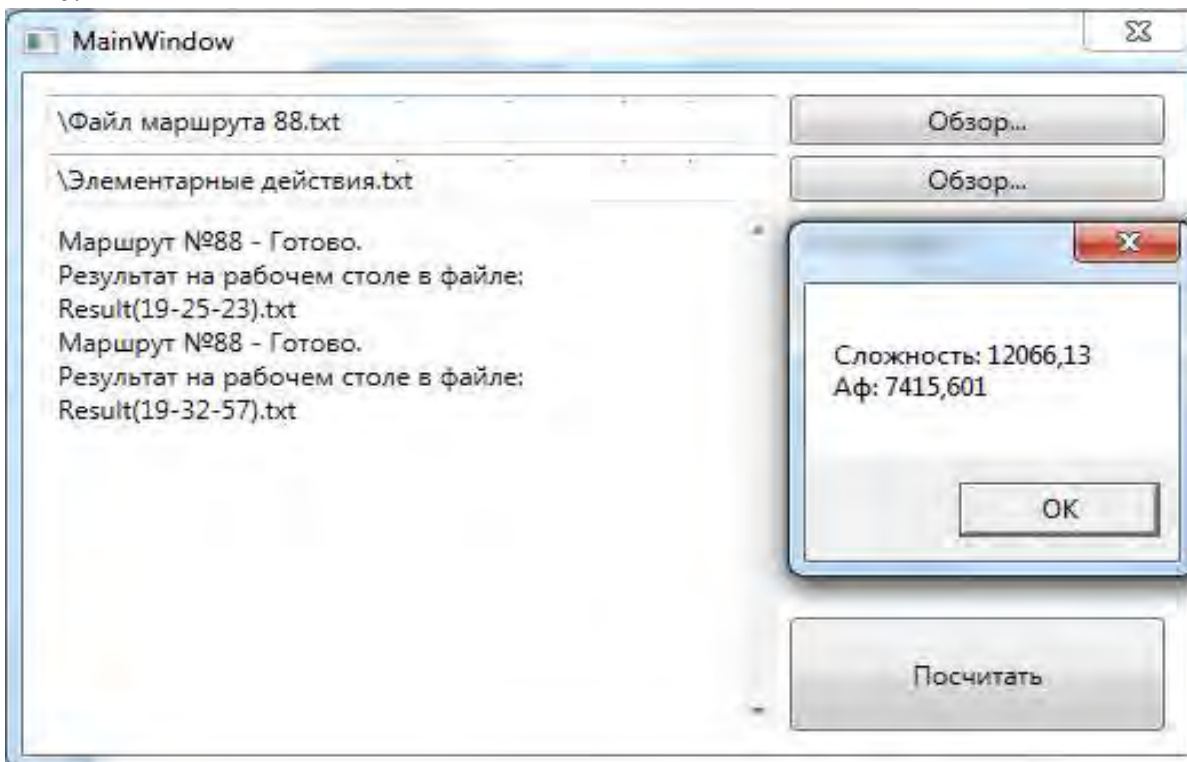 MainWindow
\Файл маршрута 88.txt
Обзор...
\Элементарные действия.txt
Обзор...
Маршрут №88 - Готово.
Результат на рабочем столе в файле:
Result(19-25-23).txt
Маршрут №88 - Готово.
Результат на рабочем столе в файле:
Result(19-32-57).txt
Сложность: 12066,13
Аф: 7415,601
OK
Посчитать